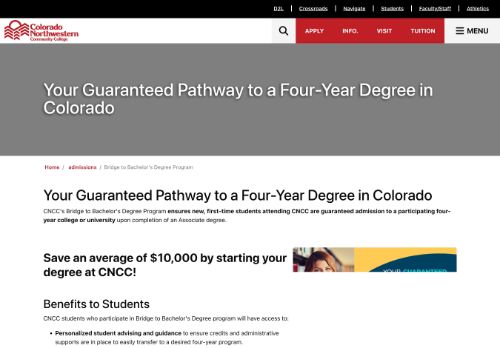 D2L | Crossroads | Navigate | Students | Faculty/Staff | Athletics
Colorado
Northwestern
Community College
APPLY INFO. VISIT TUITION MENU
Your Guaranteed Pathway to a Four-Year Degree in
Colorado
Home / admissions / Bridge to Bachelor's Degree Program
Your Guaranteed Pathway to a Four-Year Degree in Colorado
CNCC's Bridge to Bachelor's Degree Program ensures new, first-time students attending CNCC are guaranteed admission to a participating four-
year college or university upon completion of an Associate degree.
Save an average of $10,000 by starting your
degree at CNCC!
YOUR GUARANTEED
Benefits to Students
CNCC students who participate in Bridge to Bachelor's Degree program will have access to:
• Personalized student advising and guidance to ensure credits and administrative
supports are in place to easily transfer to a desired four-year program.